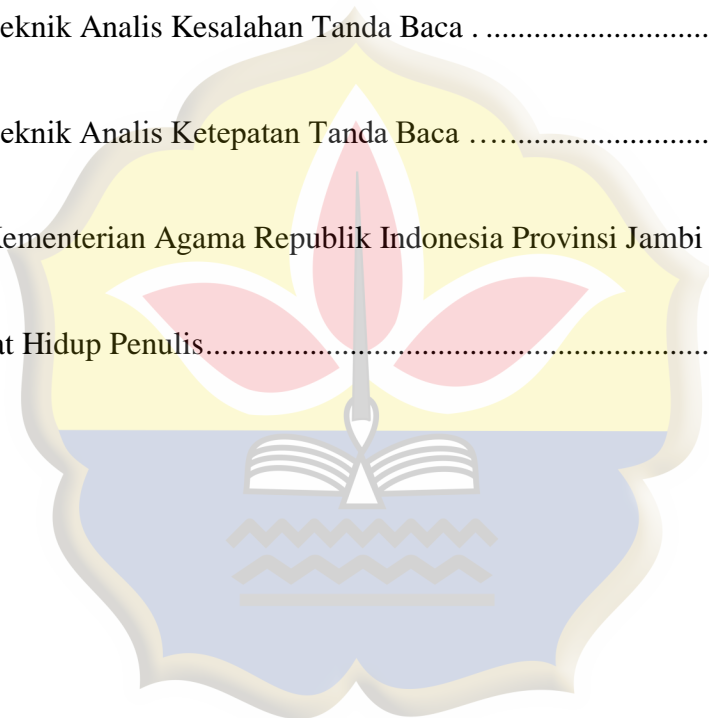 eknik Analis Kesalahan Tanda Baca . ............................
eknik Analis Ketepatan Tanda Baca …...........................
Kementerian Agama Republik Indonesia Provinsi Jambi
at Hidup Penulis...............................................................